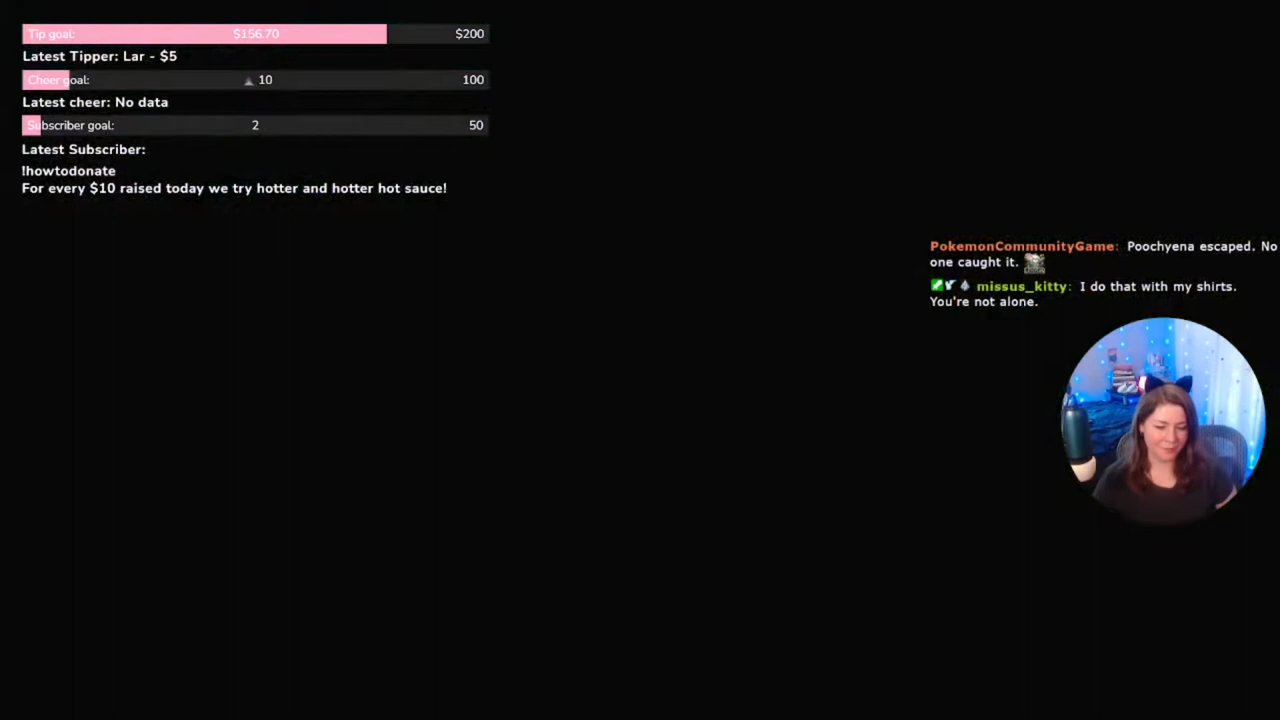 Tip goal: $156.70 $200
Latest Tipper: Lar - $5
Cheer goal: 10 100
Latest cheer: No data
Subscriber goal: 2 50
Latest Subscriber:
!howtodonate
For every $10 raised today we try hotter and hotter hot sauce!
PokemonCommunityGame: Poochyena escaped. No
one caught it.
missus_kitty: I do that with my shirts.
You're not alone.